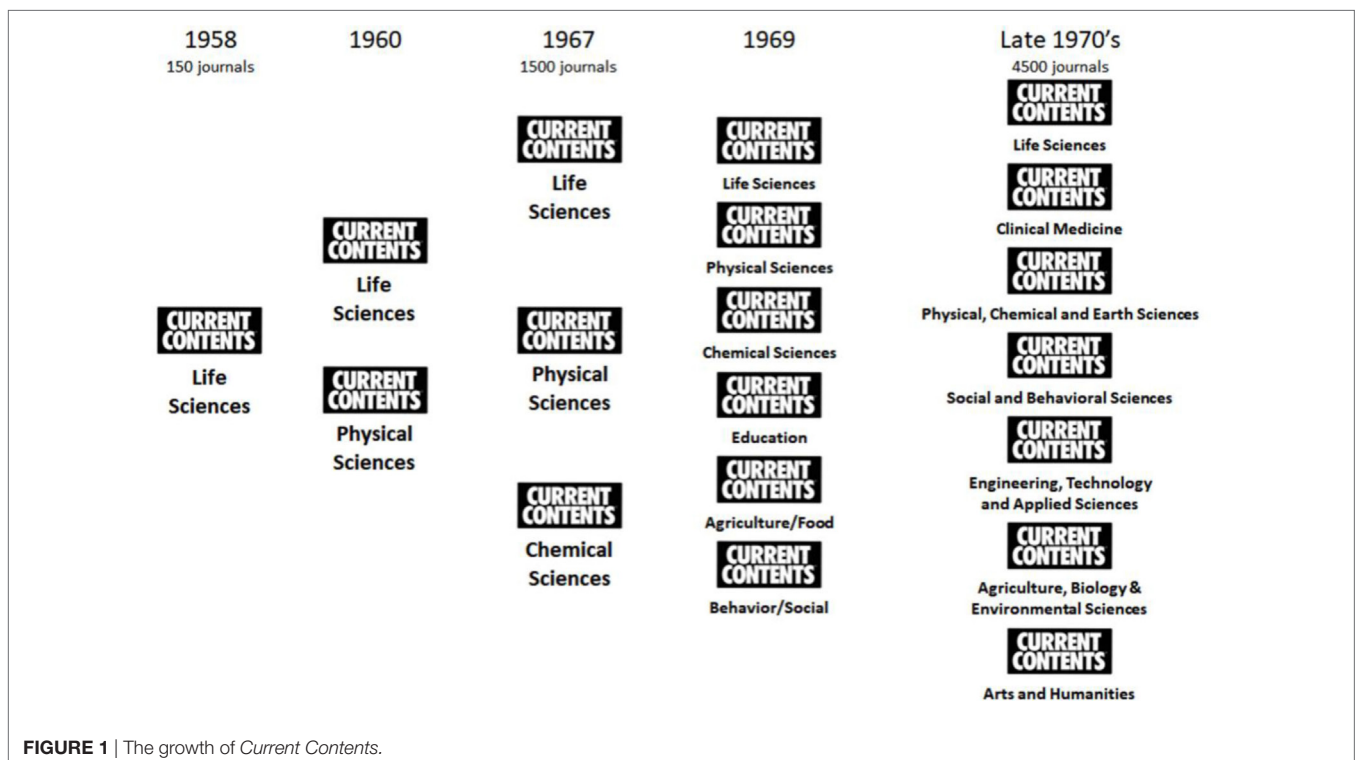 1958
150 journals
CURRENT
CONTENTS
Life
Sciences
1960
CURRENT
CONTENTS
Life
Sciences
CURRENT
CONTENTS
Physical
Sciences
1967
1500 journals
CURRENT
CONTENTS
Life
Sciences
CURRENT
CONTENTS
Physical
Sciences
CURRENT
CONTENTS
Chemical
Sciences
1969
CURRENT
CONTENTS
Life Sciences
CURRENT
CONTENTS
Physical Sciences
CURRENT
CONTENTS
Chemical Sciences
CURRENT
CONTENTS
Education
CURRENT
CONTENTS
Agriculture/Food
CURRENT
CONTENTS
Behavior/Social
Late 1970's
4500 journals
CURRENT
CONTENTS
Life Sciences
CURRENT
CONTENTS
Clinical Medicine
CURRENT
CONTENTS
Physical, Chemical and Earth Sciences
CURRENT
CONTENTS
Social and Behavioral Sciences
CURRENT
CONTENTS
Engineering, Technology
and Applied Sciences
CURRENT
CONTENTS
Agriculture, Biology &
Environmental Sciences
CURRENT
CONTENTS
Arts and Humanities
FIGURE 1 | The growth of Current Contents.